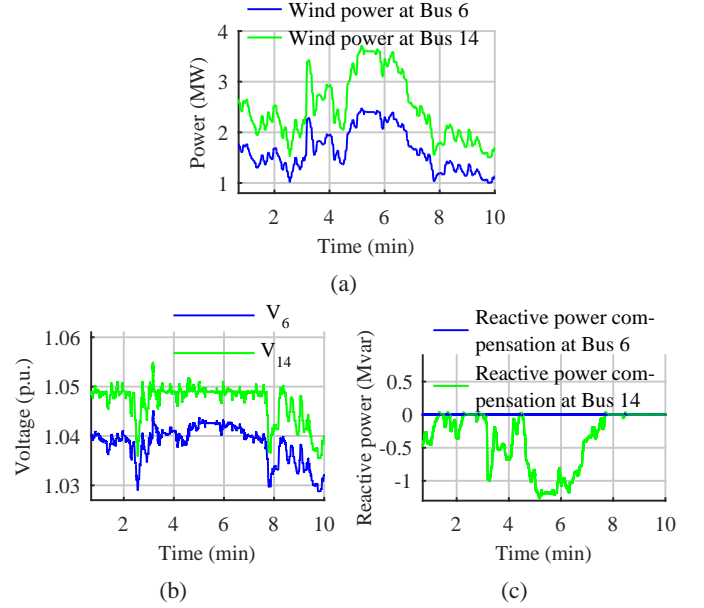 Wind power at Bus 6
Wind power at Bus 14
4
3
2
1
Power (MW)
2 4 6 8 10
Time (min)
(a)
V6
V14
1.06
1.05
1.04
1.03
Voltage (p.u.)
2 4 6 8 10
Time (min)
(b)
Reactive power com-
pensation at Bus 6
Reactive power com-
pensation at Bus 14
0.5
0
-0.5
-1
Reactive power (Mvar)
2 4 6 8 10
Time (min)
(c)